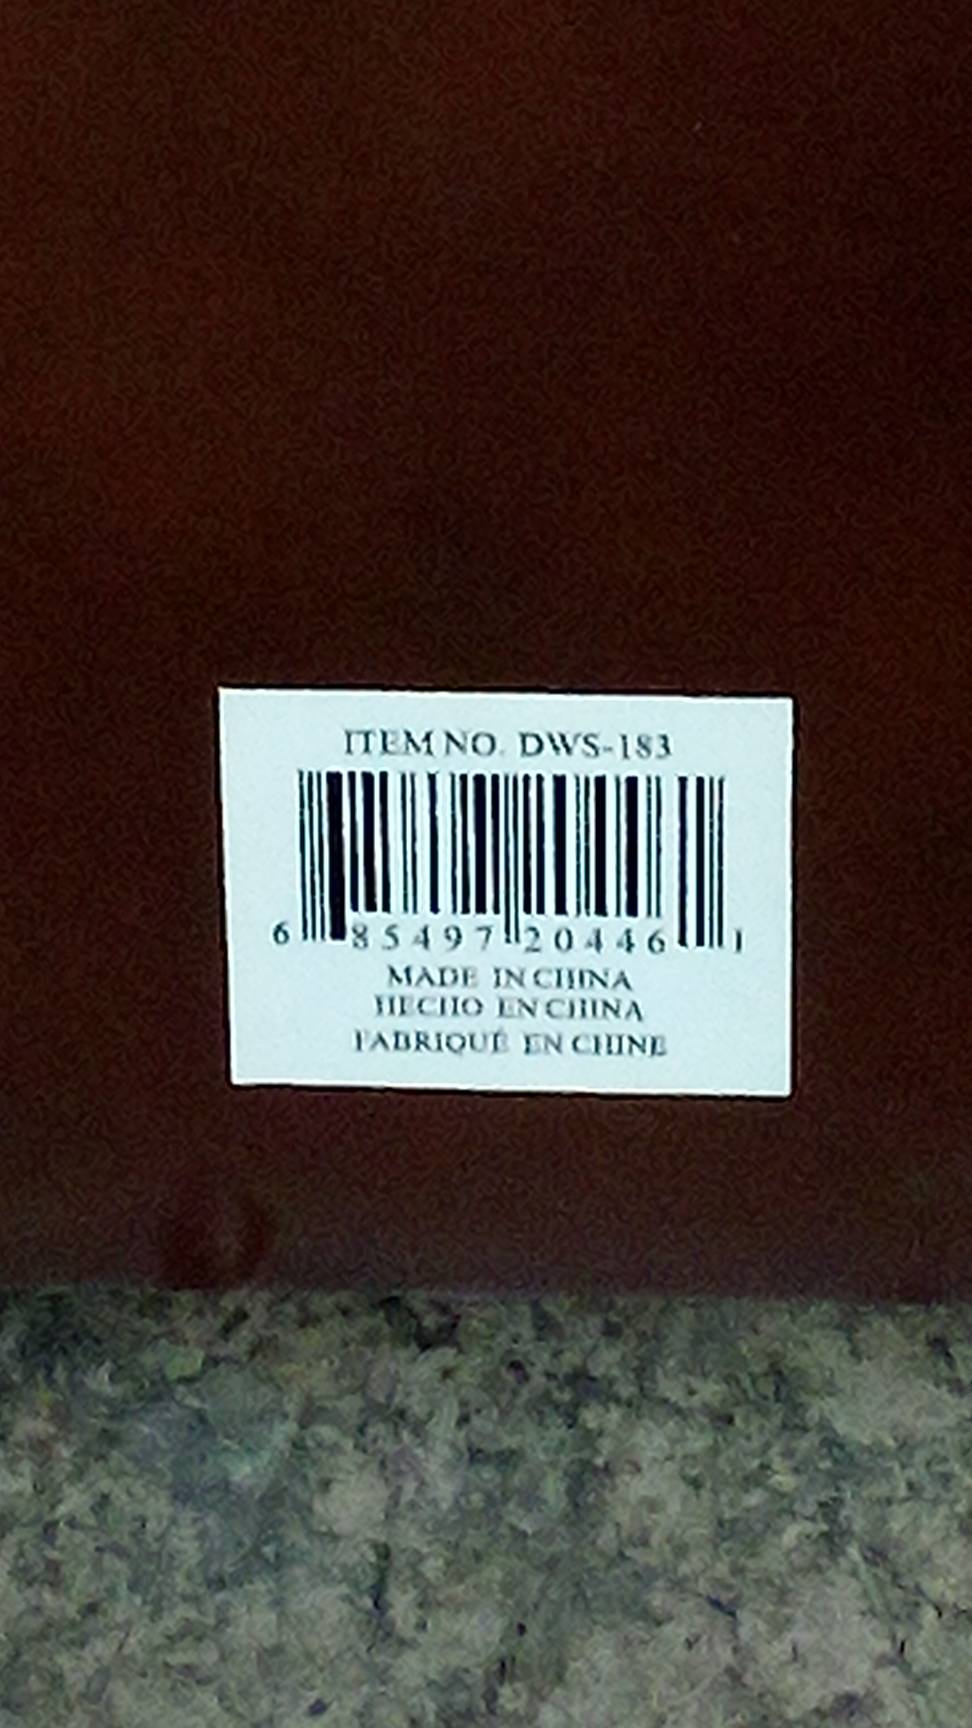 ITEM NO. DWS-183
6 85497 20446 1
MADE IN CHINA
HECHO EN CHINA
FABRIQUÉ EN CHINE